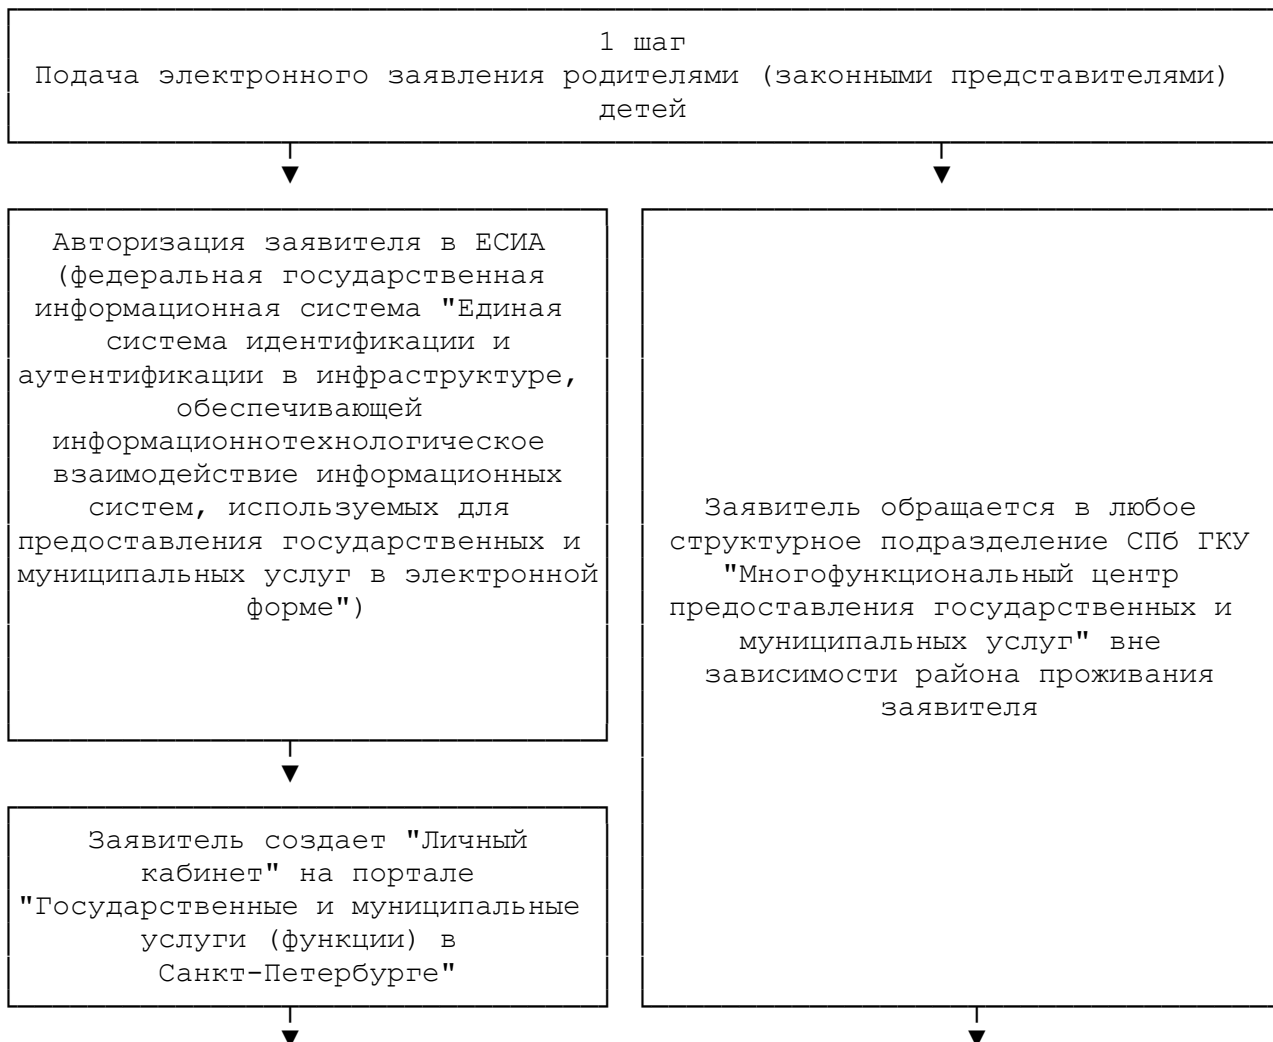 1 шаг
Подача электронного заявления родителями (законными представителями)
детей
Авторизация заявителя в ЕСИА
(федеральная государственная
информационная система "Единая
система идентификации и
аутентификации в инфраструктуре,
обеспечивающей
информационнотехнологическое
взаимодействие информационных
систем, используемых для
предоставления государственных и
муниципальных услуг в электронной
форме")
Заявитель обращается в любое
структурное подразделение СПб ГКУ
"Многофункциональный центр
предоставления государственных и
муниципальных услуг" вне
зависимости района проживания
заявителя
Заявитель создает "Личный
кабинет" на портале
"Государственные и муниципальные
услуги (функции) в
Санкт-Петербурге"